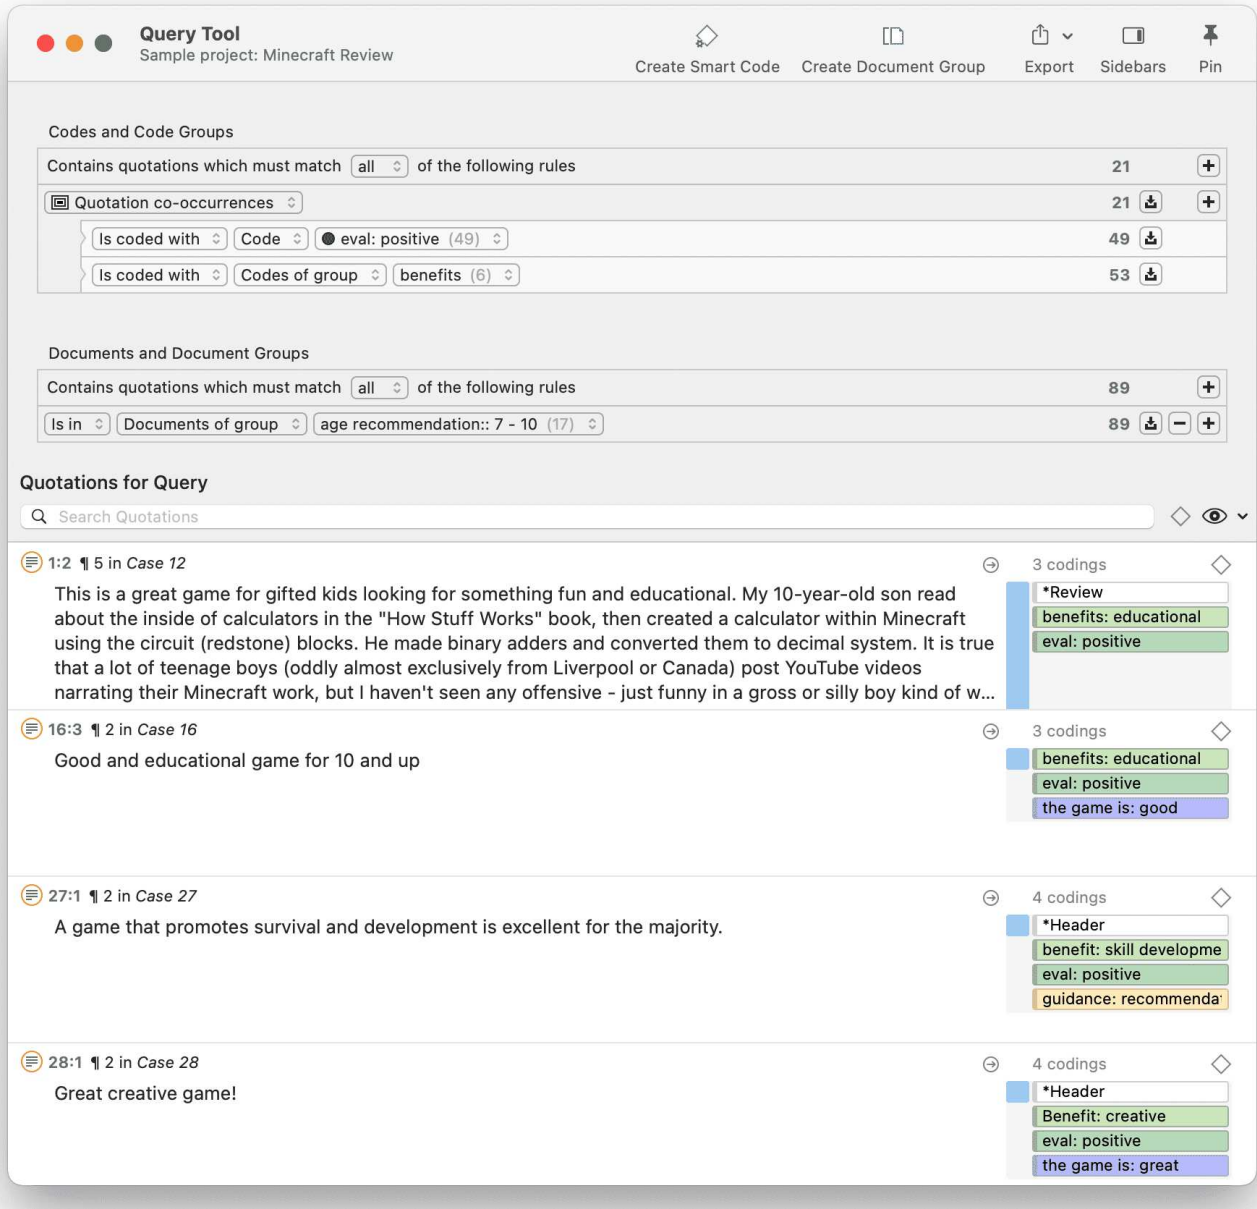 Query Tool
Sample project: Minecraft Review
Create Smart Code
Create Document Group
Export
Sidebars
Pin
Codes and Code Groups
Contains quotations which must match all of the following rules 21
Quotation co-occurrences 21
Is coded with Code eval: positive (49) 49
Is coded with Codes of group benefits (6) 53
Documents and Document Groups
Contains quotations which must match all of the following rules 89
Is in Documents of group age recommendation:: 7 - 10 (17) 89
Quotations for Query
Search Quotations
1:2 ¶ 5 in Case 12
This is a great game for gifted kids looking for something fun and educational. My 10-year-old son read
about the inside of calculators in the "How Stuff Works" book, then created a calculator within Minecraft
using the circuit (redstone) blocks. He made binary adders and converted them to decimal system. It is true
that a lot of teenage boys (oddly almost exclusively from Liverpool or Canada) post YouTube videos
narrating their Minecraft work, but I haven't seen any offensive - just funny in a gross or silly boy kind of w...
3 codings
*Review
benefits: educational
eval: positive
16:3 ¶ 2 in Case 16
Good and educational game for 10 and up
3 codings
benefits: educational
eval: positive
the game is: good
27:1 ¶ 2 in Case 27
A game that promotes survival and development is excellent for the majority.
4 codings
*Header
benefit: skill developme
eval: positive
guidance: recommendat
28:1 ¶ 2 in Case 28
Great creative game!
4 codings
*Header
Benefit: creative
eval: positive
the game is: great